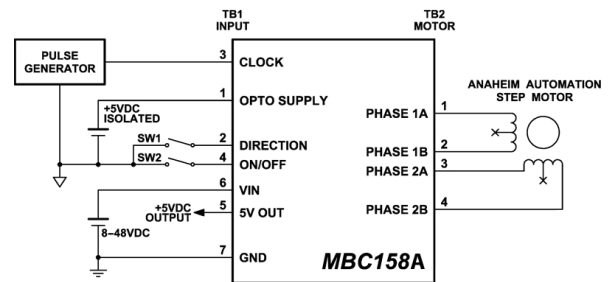 TB1
INPUT
TB2
MOTOR
PULSE
GENERATOR
3
CLOCK
+5VDC
ISOLATED
1
OPTO SUPPLY
SW1
2
DIRECTION
SW2
4
ON/OFF
6
VIN
+5VDC
OUTPUT
5
5V OUT
8–48VDC
7
GND
PHASE 1A
1
PHASE 1B
2
PHASE 2A
3
PHASE 2B
4
ANAHEIM AUTOMATION
STEP MOTOR
MBC158A